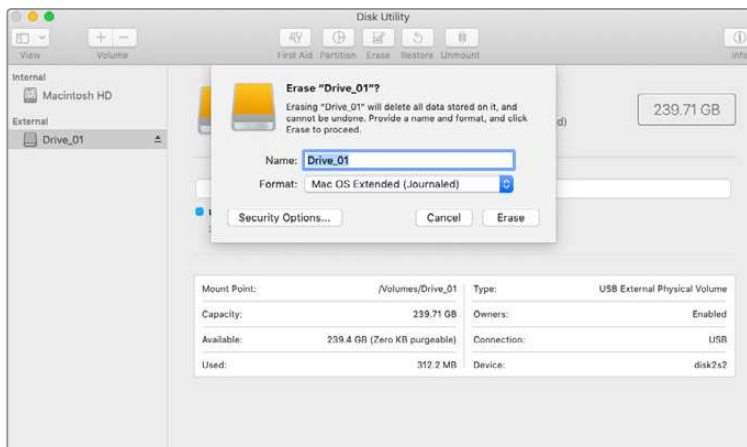 Disk Utility
View
Volume
First Aid Partition Erase Restore Unmount
Info
Internal
Macintosh HD
External
Drive_01
Erase “Drive_01”?
Erasing “Drive_01” will delete all data stored on it, and
cannot be undone. Provide a name and format, and click
Erase to proceed.
d)
239.71 GB
Name: Drive_01
Format: Mac OS Extended (Journaled)
Security Options... Cancel Erase
Mount Point: /Volumes/Drive_01
Type: USB External Physical Volume
Capacity: 239.71 GB
Owners: Enabled
Available: 239.4 GB (Zero KB purgeable)
Connection: USB
Used: 312.2 MB
Device: disk2s2